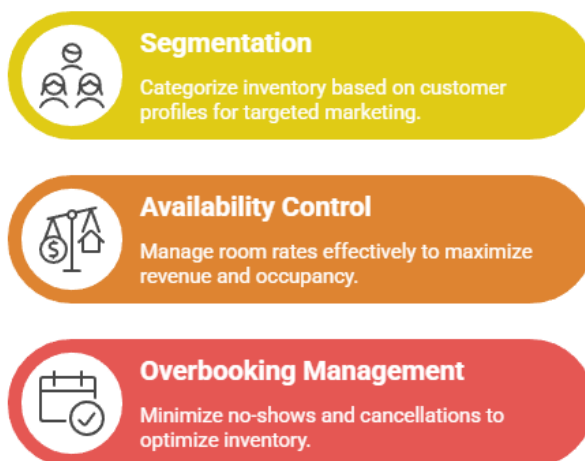 Segmentation
Categorize inventory based on customer
profiles for targeted marketing.
$
Availability Control
Manage room rates effectively to maximize
revenue and occupancy.
Overbooking Management
Minimize no-shows and cancellations to
optimize inventory.